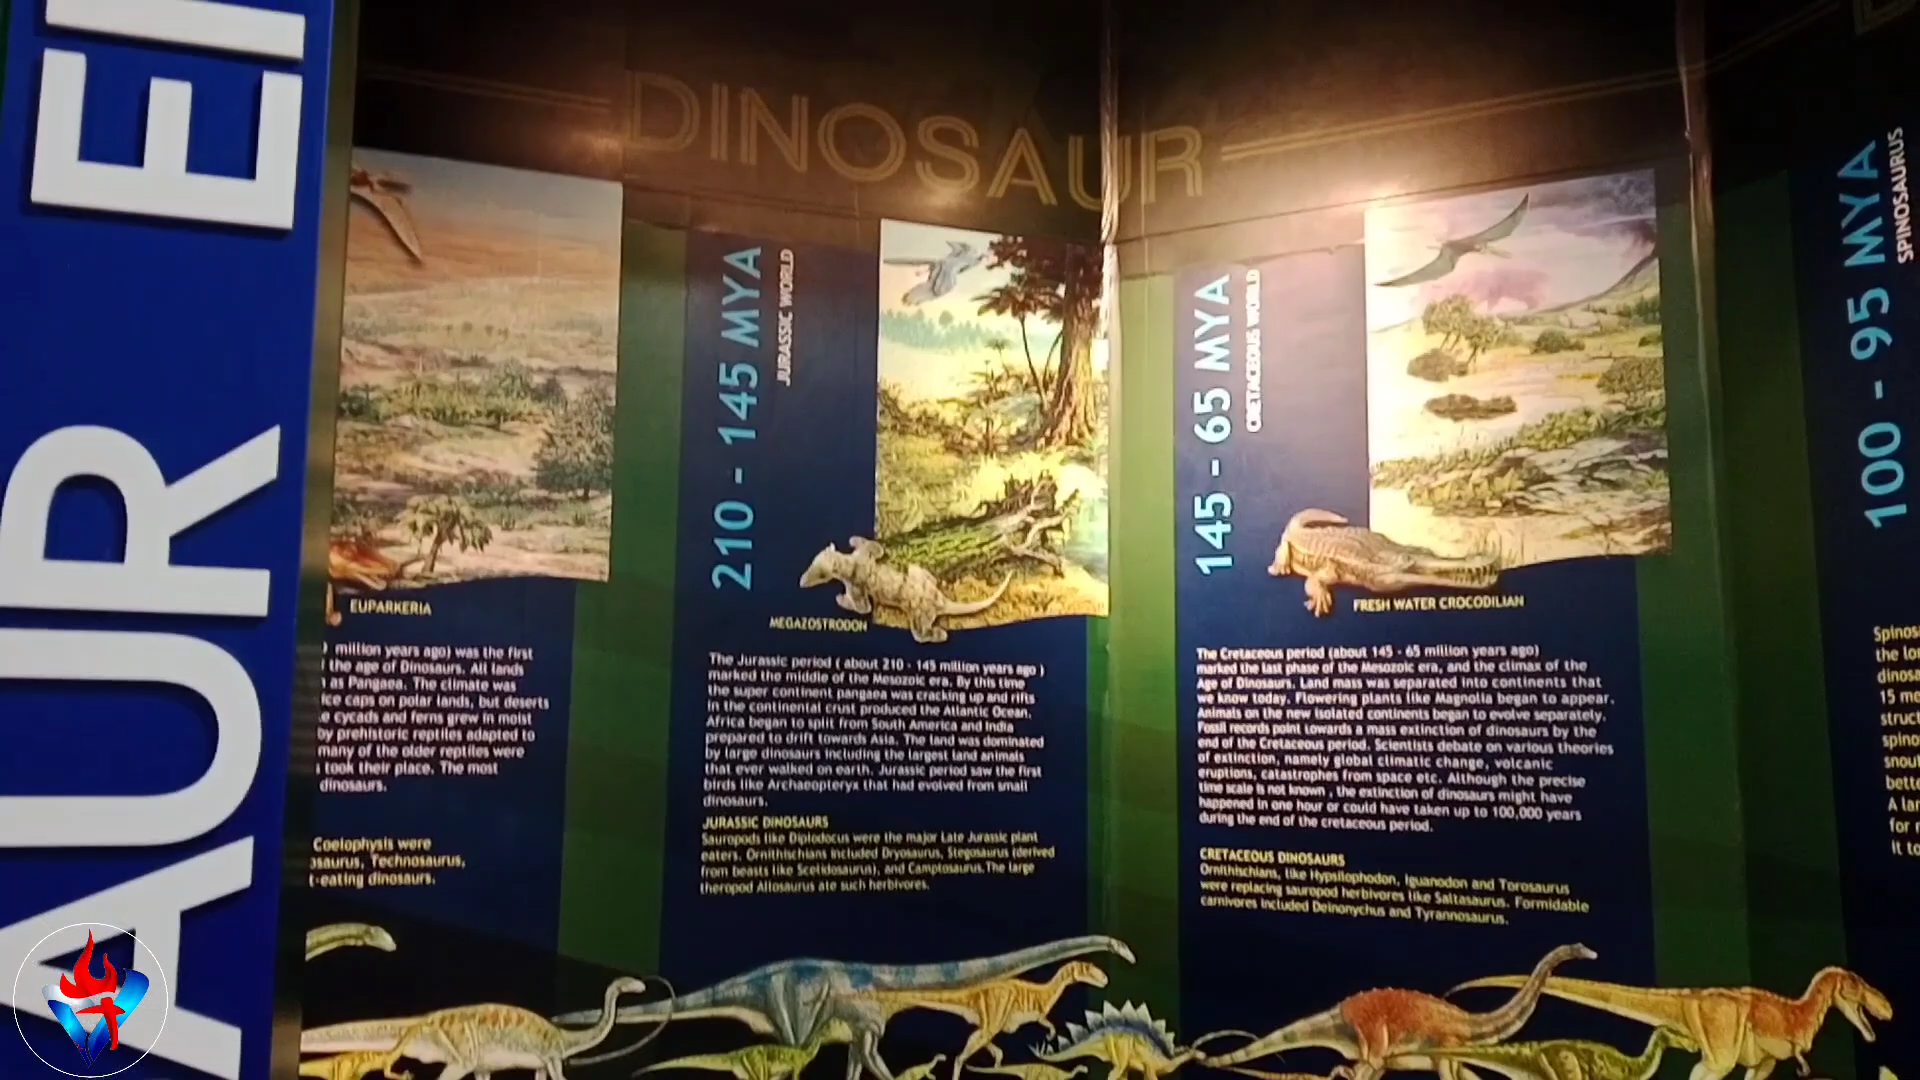 AUR
DINOSAUR
EUPARKERIA
million years ago) was the first
the age of Dinosaurs. All lands
as Pangaea. The climate was
ice caps on polar lands, but deserts
cycads and ferns grew in moist
by prehistoric reptiles adapted to
many of the older reptiles were
took their place. The most
dinosaurs.
Coelophysis were
Technosaurus,
dinosaurs.
210 - 145 MYA
JURASSIC WORLD
MEGAZOSTRODON
The Jurassic period ( about 210 - 145 million years ago )
marked the middle of the Mesozoic era. By this time
the super continent pangaea was cracking up and rifts
in the continental crust produced the Atlantic Ocean.
Africa began to split from South America and India
prepared to drift towards Asia. The land was dominated
by large dinosaurs including the largest land animals
that ever walked on earth. Jurassic period saw the first
birds like Archaeopteryx that had evolved from small
dinosaurs.
JURASSIC DINOSAURS
Sauropods like Diplodocus were the major Late Jurassic plant
eaters. Ornithischians included Dryosaurus, Stegosaurus (derived
from beasts like Scelidosaurus), and Camptosaurus.The large
theropod Allosaurus ate such herbivores.
145 - 65 MYA
CRETACEOUS WORLD
FRESH WATER CROCODILIAN
The Cretaceous period (about 145 - 65 million years ago)
marked the last phase of the Mesozoic era, and the climax of the
Age of Dinosaurs. Land mass was separated into continents that
we know today. Flowering plants like Magnolia began to appear.
Animals on the new isolated continents began to evolve separately.
Fossil records point towards a mass extinction of dinosaurs by the
end of the Cretaceous period. Scientists debate on various theories
of extinction, namely global climatic change, volcanic
eruptions, catastrophes from space etc. Although the precise
time scale is not known , the extinction of dinosaurs might have
happened in one hour or could have taken up to 100,000 years
during the end of the cretaceous period.
CRETACEOUS DINOSAURS
Ornithischians, like Hypsilophodon, Iguanodon and Torosaurus
were replacing sauropod herbivores like Saltasaurus. Formidable
carnivores included Deinonychus and Tyrannosaurus.
100 - 95 MYA
SPINOSAURUS
the
15
A
for
It